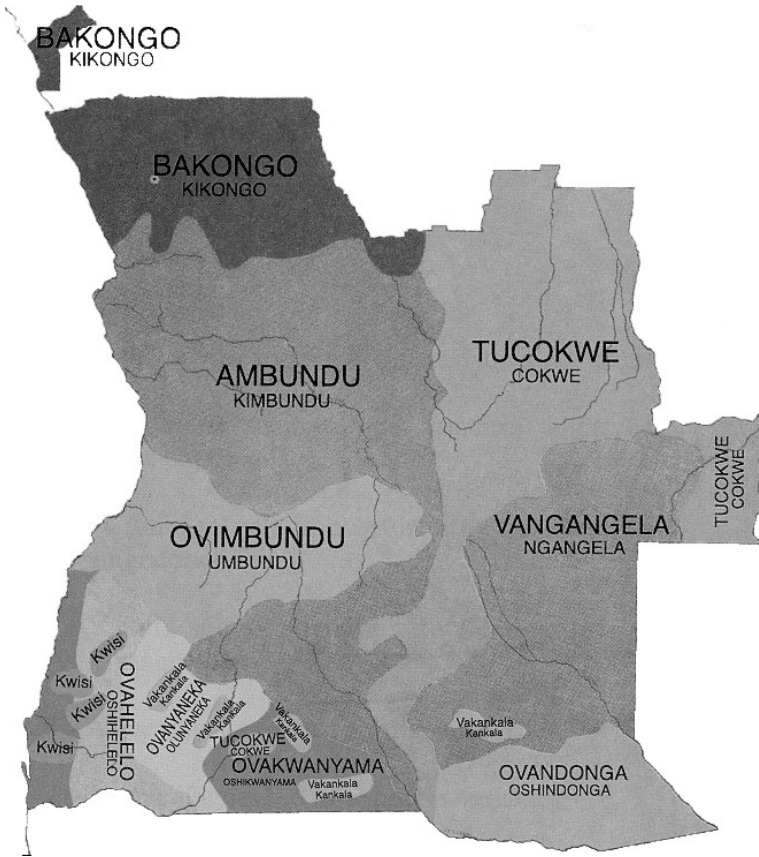 BAKONGO
KIKONGO
BAKONGO
KIKONGO
TUCOKWE
COKWE
AMBUNDU
KIMBUNDU
TUCOKWE
COKWE
VANGANGELA
NGANGELA
OVIMBUNDU
UMBUNDU
Kwisi
Kwisi
Kwisi
Kwisi
OVAHELELO
OSHIHELELO
Vakankala
Kankala
OVANYANEKA
OLUNYANEKA
Vakankala
Kankala
Vakankala
Kankala
TUCOKWE
COKWE
OVAKWANYAMA
OSHIKWANYAMA
Vakankala
Kankala
Vakankala
Kankala
OVANDONGA
OSHINDONGA